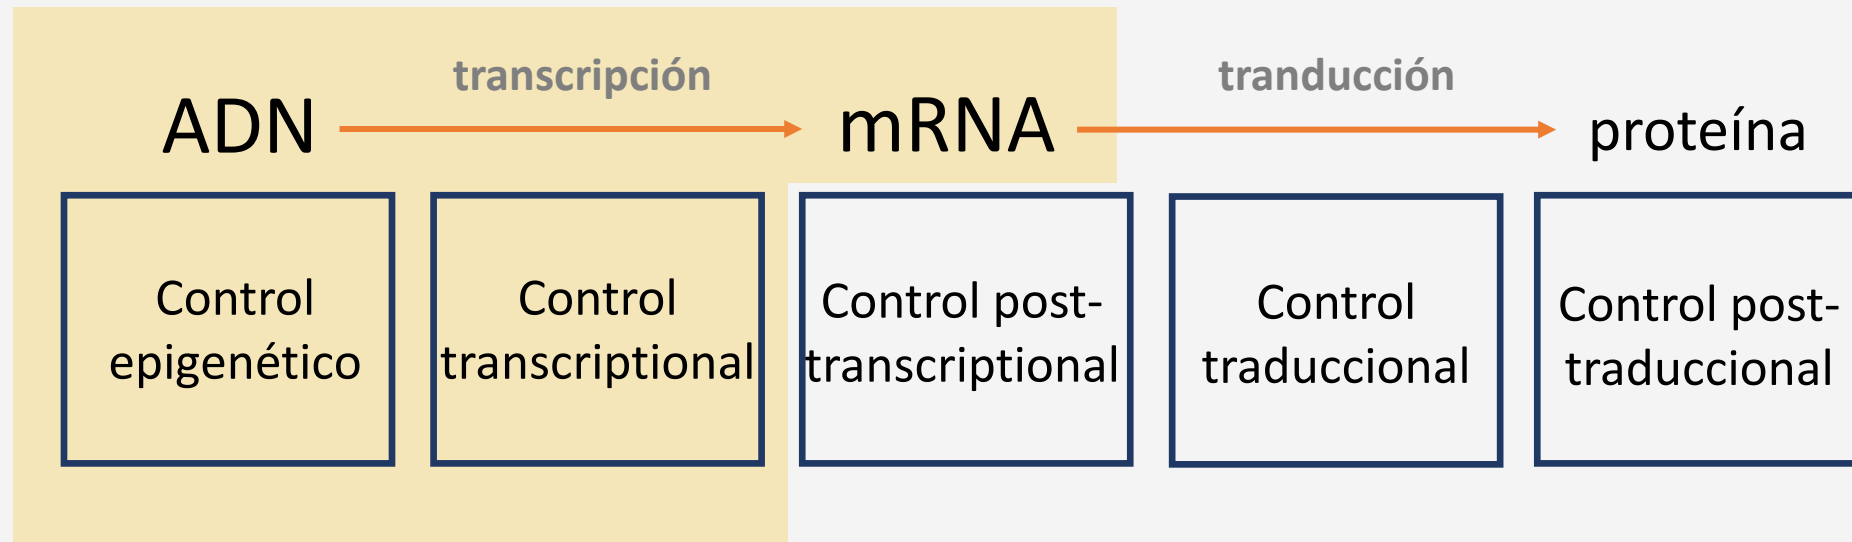 transcripción
tranducción
ADN
mRNA
proteína
Control
epigenético
Control
transcriptional
Control post-
transcriptional
Control
traduccional
Control post-
traduccional